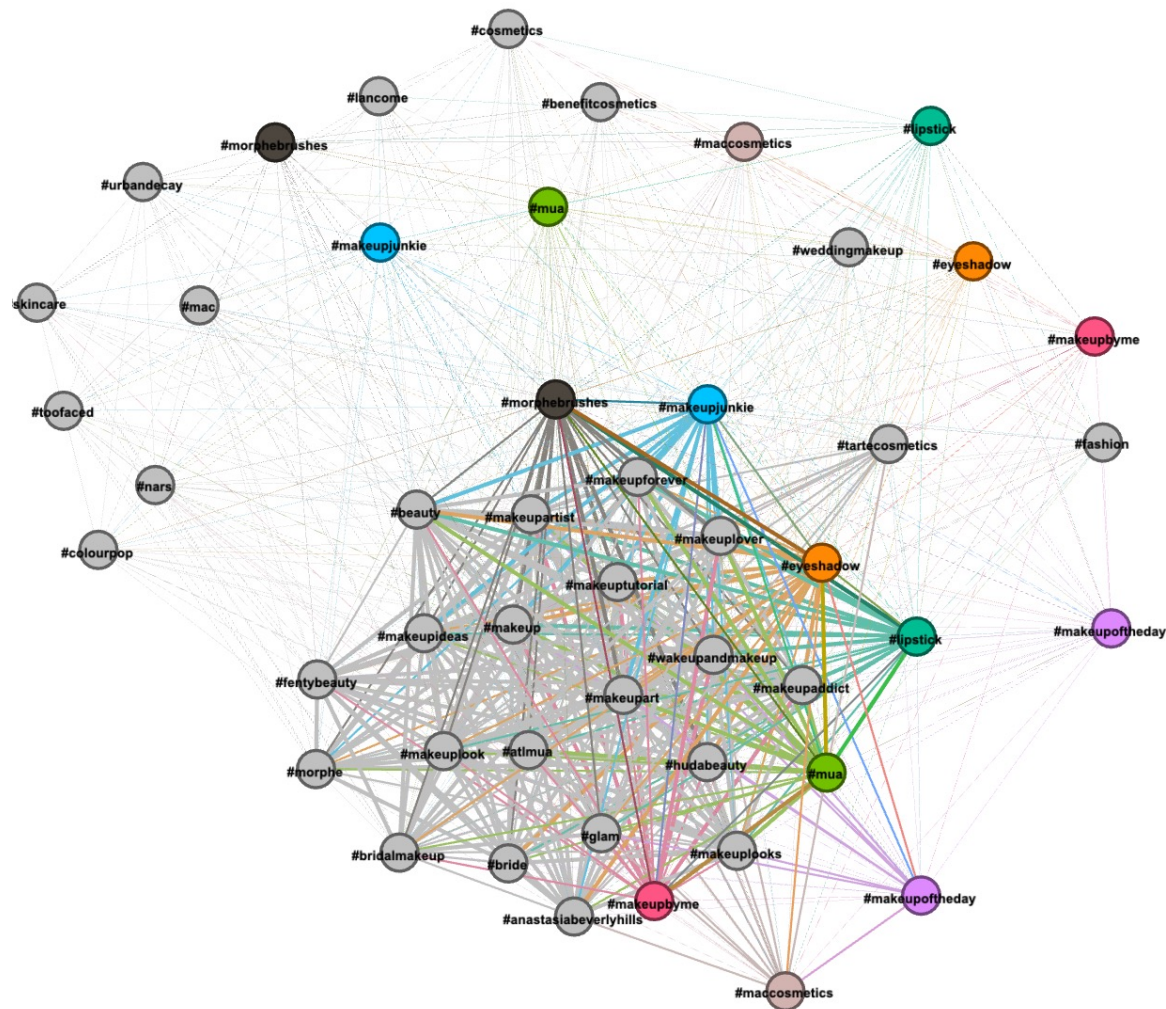 #cosmetics
#lancome
#benefitcosmetics
#lipstick
#morphebrushes
#maccosmetics
#urbandecay
#mua
#makeupjunkie
#weddingmakeup
#eyeshadow
skincare
#mac
#makeupbyme
#morphebrushes
#makeupjunkie
#toofaced
#tartecosmetics
#fashion
#makeupforever
#nars
#beauty
#makeupartist
#makeuplover
#colourpop
#eyeshadow
#makeuptutorial
#makeupideas
#makeup
#makeupoftheday
#lipstick
#wakeupandmakeup
#fentybeauty
#makeupart
#makeupaddict
#makeuplook
#atlmua
#hudabeauty
#morphe
#mua
#glam
#bridalmakeup
#bride
#makeuplooks
#makeupbyme
#makeupoftheday
#anastasiabeverlyhills
#maccosmetics